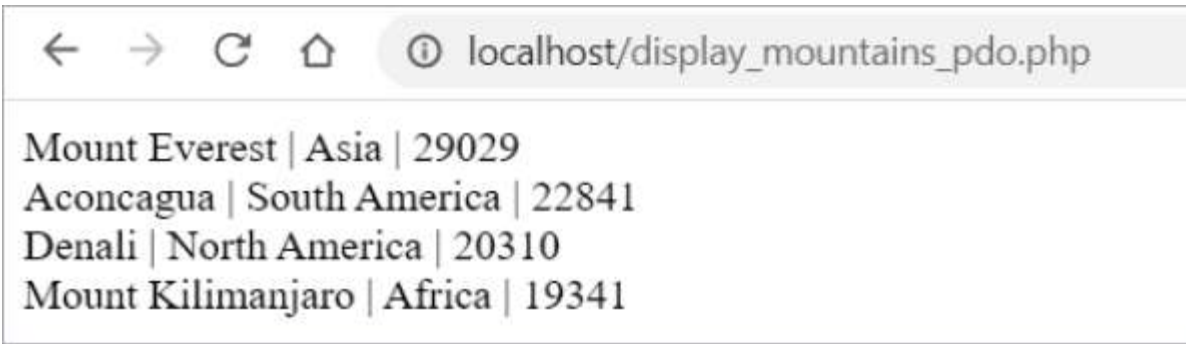 localhost/display_mountains_pdo.php
Mount Everest | Asia | 29029
Aconcagua | South America | 22841
Denali | North America | 20310
Mount Kilimanjaro | Africa | 19341